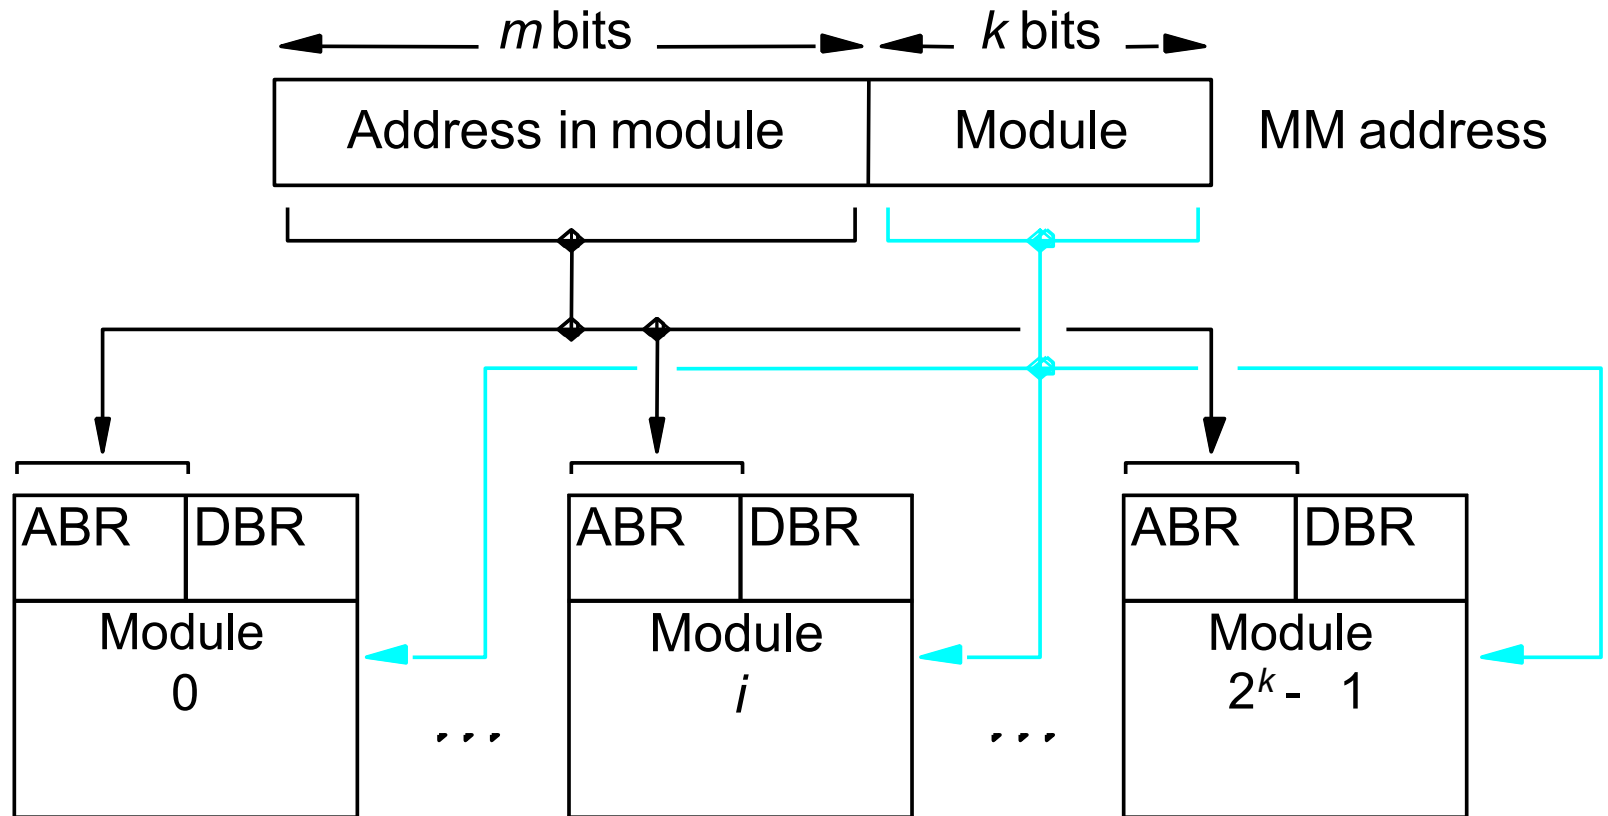 m bits k bits
Address in module Module MM address
ABR DBR ABR DBR ABR DBR
Module Module Module
0 i 2ᵏ - 1
... ...